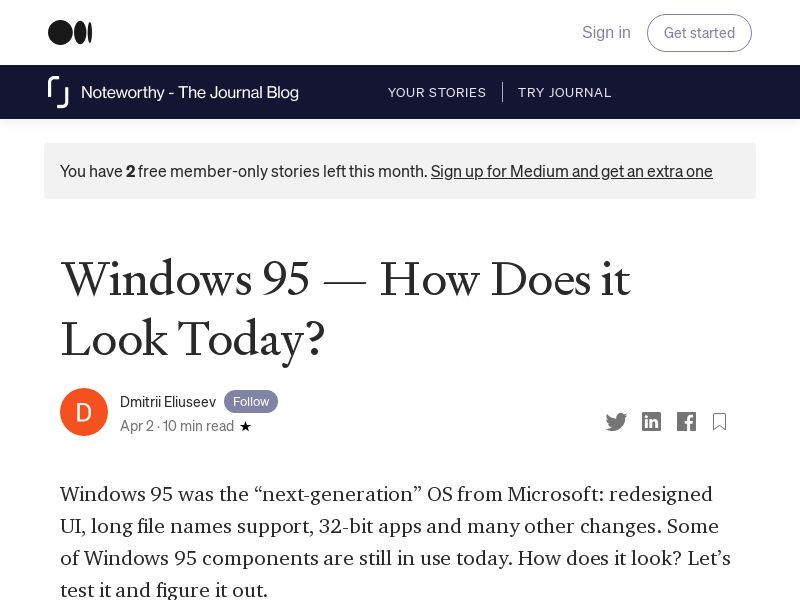 Sign in
Get started
Noteworthy - The Journal Blog
YOUR STORIES
TRY JOURNAL
You have 2 free member-only stories left this month. Sign up for Medium and get an extra one
Windows 95 — How Does it
Look Today?
D
Dmitrii Eliuseev
Follow
Apr 2 · 10 min read ★
Windows 95 was the “next-generation” OS from Microsoft: redesigned
UI, long file names support, 32-bit apps and many other changes. Some
of Windows 95 components are still in use today. How does it look? Let’s
test it and figure it out.